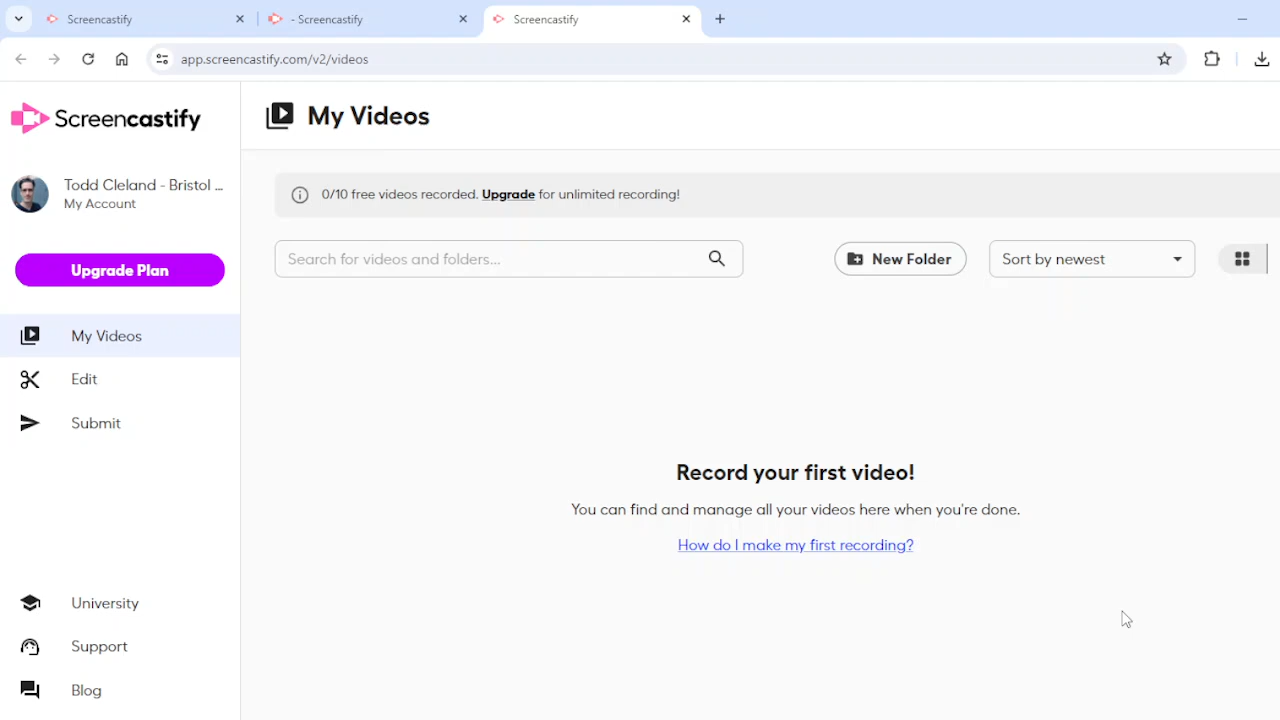 Screencastify
- Screencastify
Screencastify
app.screencastify.com/v2/videos
Screencastify
My Videos
Todd Cleland - Bristol ...
My Account
0/10 free videos recorded. Upgrade for unlimited recording!
Upgrade Plan
Search for videos and folders...
New Folder
Sort by newest
My Videos
Edit
Submit
Record your first video!
You can find and manage all your videos here when you're done.
How do I make my first recording?
University
Support
Blog